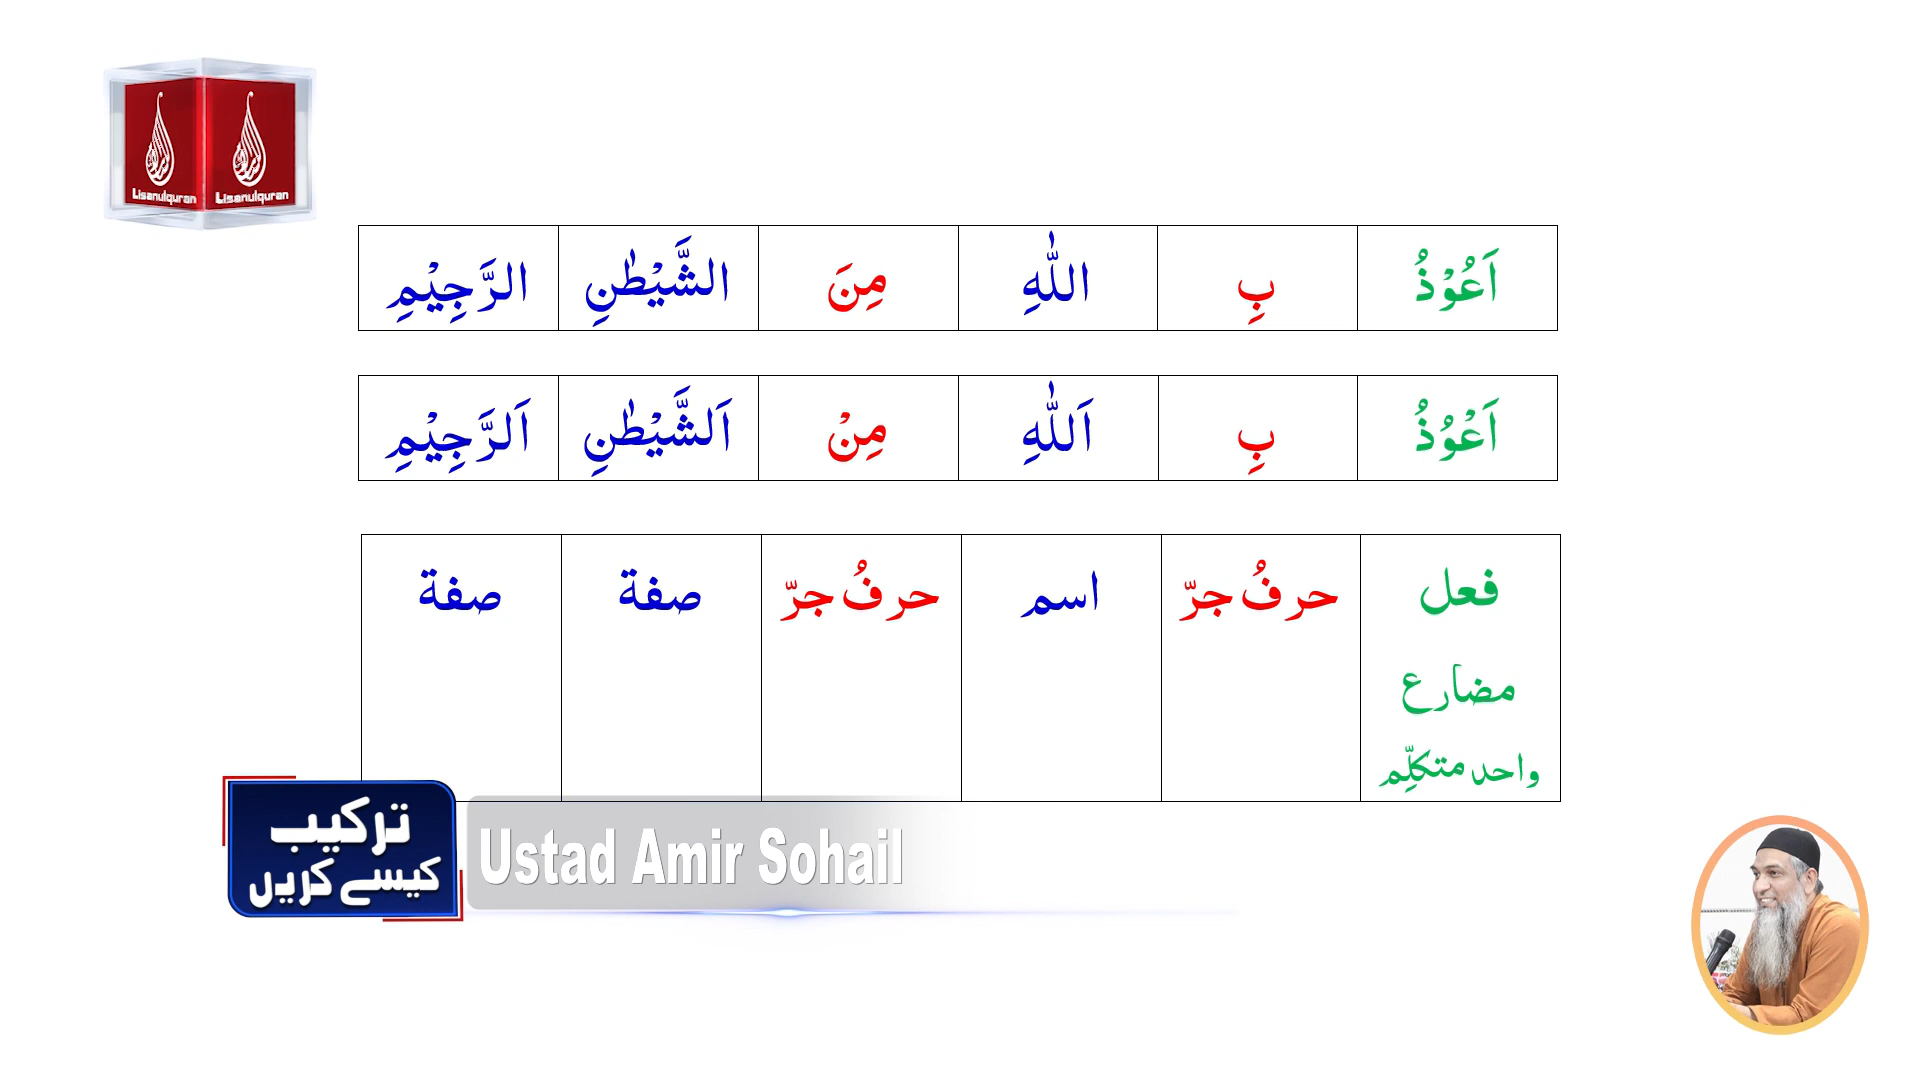 Lisanulquran Lisanulquran
اَعُوْذُ بِ اللّٰهِ مِنَ الشَّيْطٰنِ الرَّجِيْمِ
اَعْوُذُ بِ اَللّٰهِ مِنْ اَلشَّيْطٰنِ اَلرَّجِيْمِ
فعل حرفُ جرّ اسم حرفُ جرّ صفة صفة
مضارع
واحد متكلِّم
ترکیب
کیسے کریں
Ustad Amir Sohail